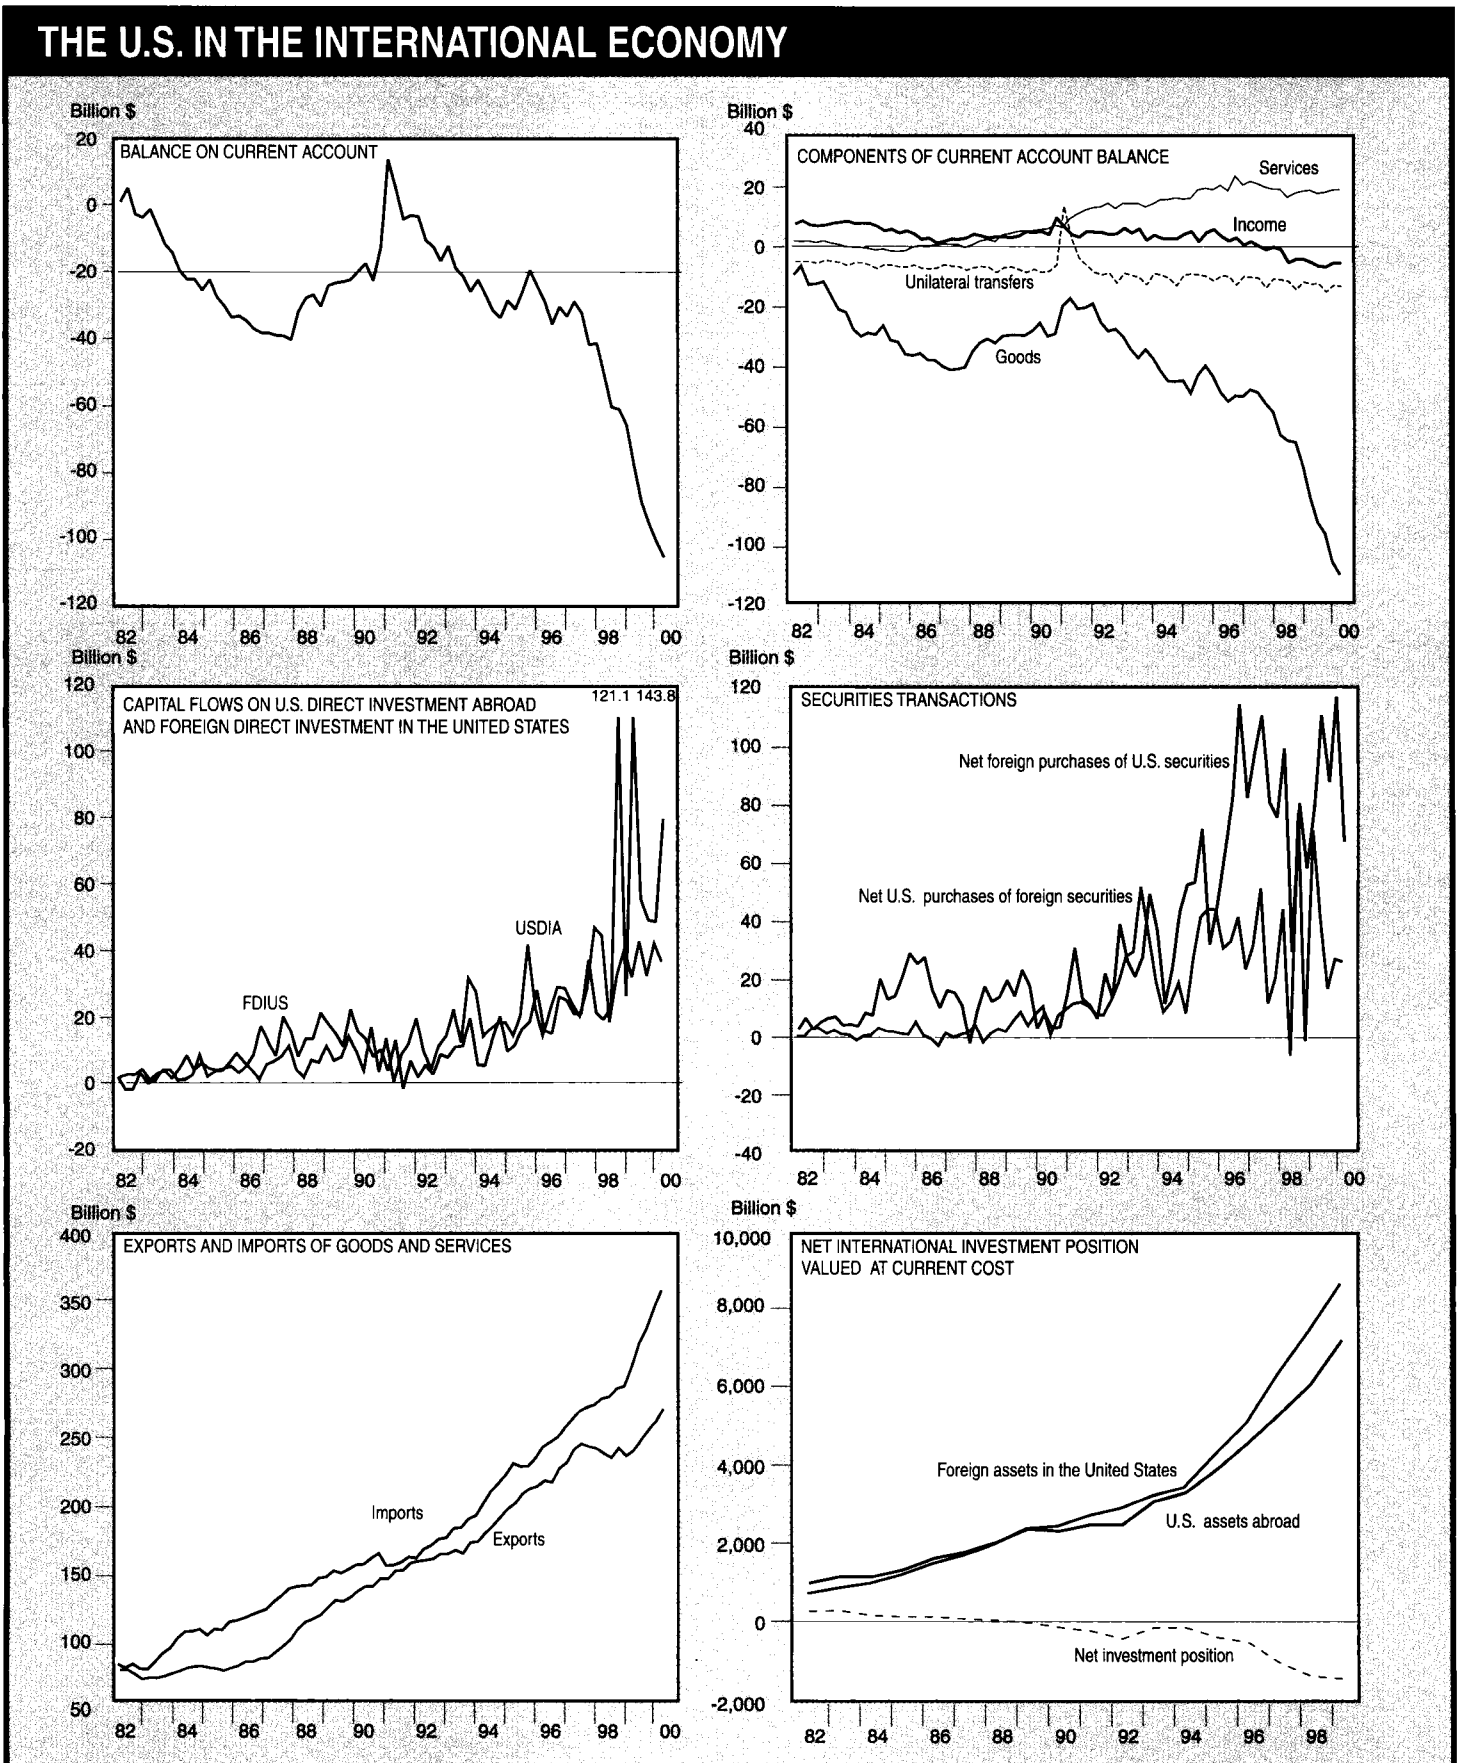 THE U.S. IN THE INTERNATIONAL ECONOMY
Billion $
20
0
-20
-40
-60
-80
-100
-120
BALANCE ON CURRENT ACCOUNT
82 84 86 88 90 92 94 96 98 00
Billion $
40
20
0
-20
-40
-60
-80
-100
-120
COMPONENTS OF CURRENT ACCOUNT BALANCE
Services
Income
Unilateral transfers
Goods
82 84 86 88 90 92 94 96 98 00
Billion $
120
100
80
60
40
20
0
-20
CAPITAL FLOWS ON U.S. DIRECT INVESTMENT ABROAD
AND FOREIGN DIRECT INVESTMENT IN THE UNITED STATES
121.1 143.8
USDIA
FDIUS
82 84 86 88 90 92 94 96 98 00
Billion $
120
100
80
60
40
20
0
-20
-40
SECURITIES TRANSACTIONS
Net foreign purchases of U.S. securities
Net U.S. purchases of foreign securities
82 84 86 88 90 92 94 96 98 00
Billion $
400
350
300
250
200
150
100
50
EXPORTS AND IMPORTS OF GOODS AND SERVICES
Imports
Exports
82 84 86 88 90 92 94 96 98 00
Billion $
10,000
8,000
6,000
4,000
2,000
0
-2,000
NET INTERNATIONAL INVESTMENT POSITION
VALUED AT CURRENT COST
Foreign assets in the United States
U.S. assets abroad
Net investment position
82 84 86 88 90 92 94 96 98